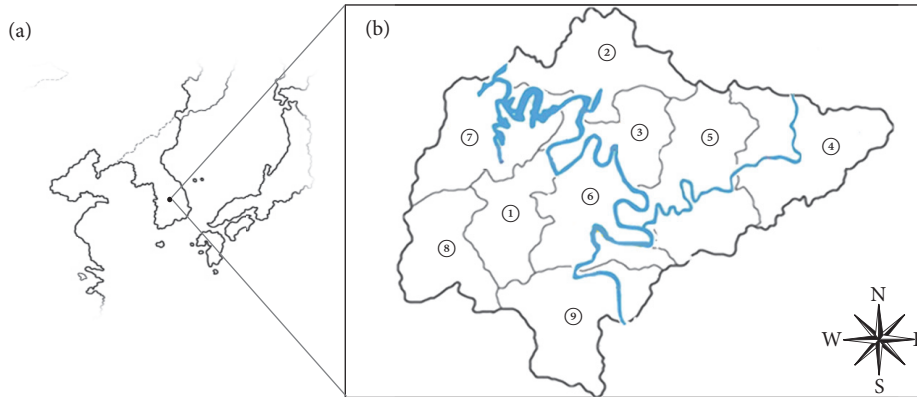 (a)
(b)
②
③
⑤
④
⑦
⑥
①
⑧
⑨
N
W
E
S